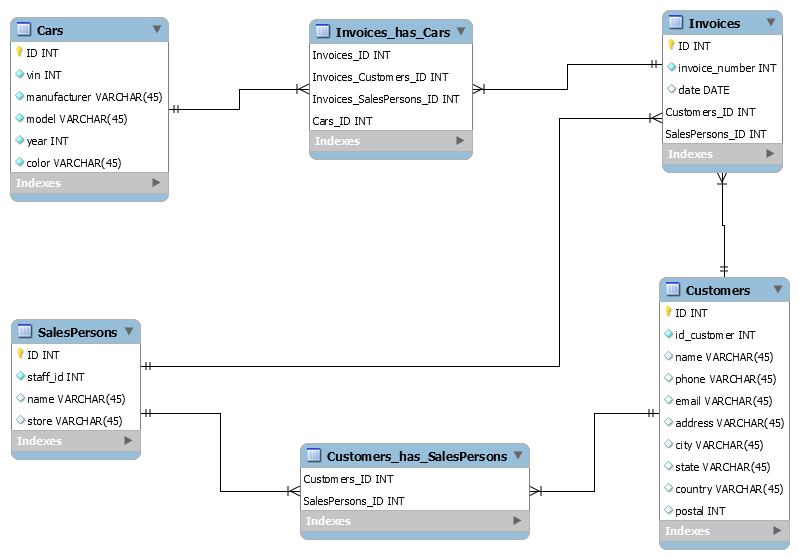 Cars
ID INT
vin INT
manufacturer VARCHAR(45)
model VARCHAR(45)
year INT
color VARCHAR(45)
Indexes
Invoices_has_Cars
Invoices_ID INT
Invoices_Customers_ID INT
Invoices_SalesPersons_ID INT
Cars_ID INT
Indexes
Invoices
ID INT
invoice_number INT
date DATE
Customers_ID INT
SalesPersons_ID INT
Indexes
SalesPersons
ID INT
staff_id INT
name VARCHAR(45)
store VARCHAR(45)
Indexes
Customers_has_SalesPersons
Customers_ID INT
SalesPersons_ID INT
Indexes
Customers
ID INT
id_customer INT
name VARCHAR(45)
phone VARCHAR(45)
email VARCHAR(45)
address VARCHAR(45)
city VARCHAR(45)
state VARCHAR(45)
country VARCHAR(45)
postal INT
Indexes